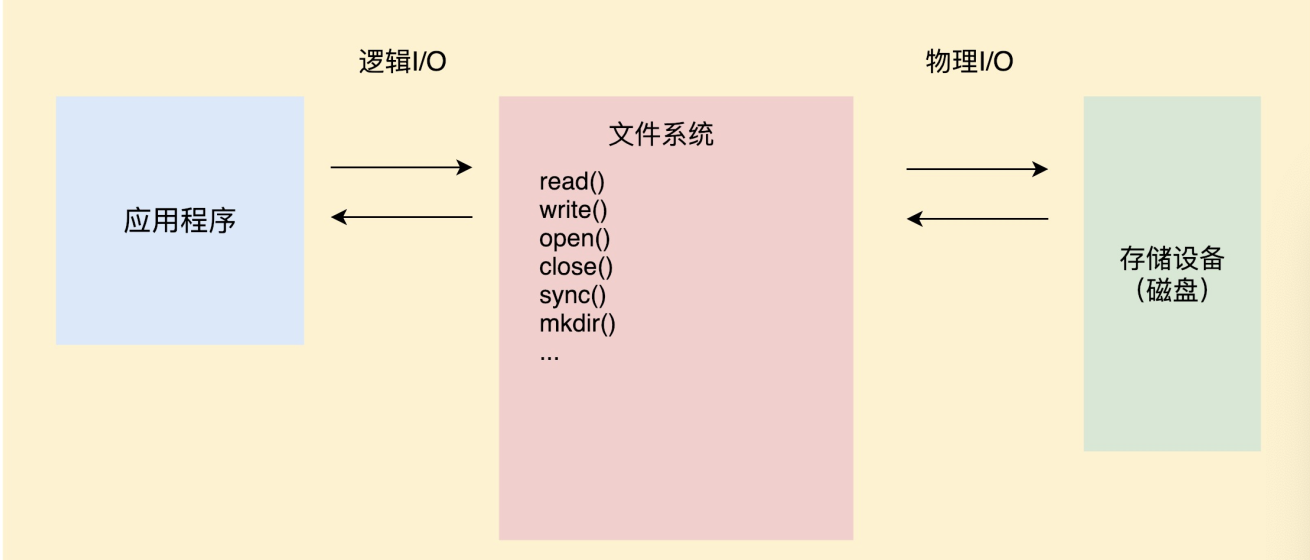 逻辑I/O
物理I/O
应用程序
文件系统
read()
write()
open()
close()
sync()
mkdir()
...
存储设备
（磁盘）